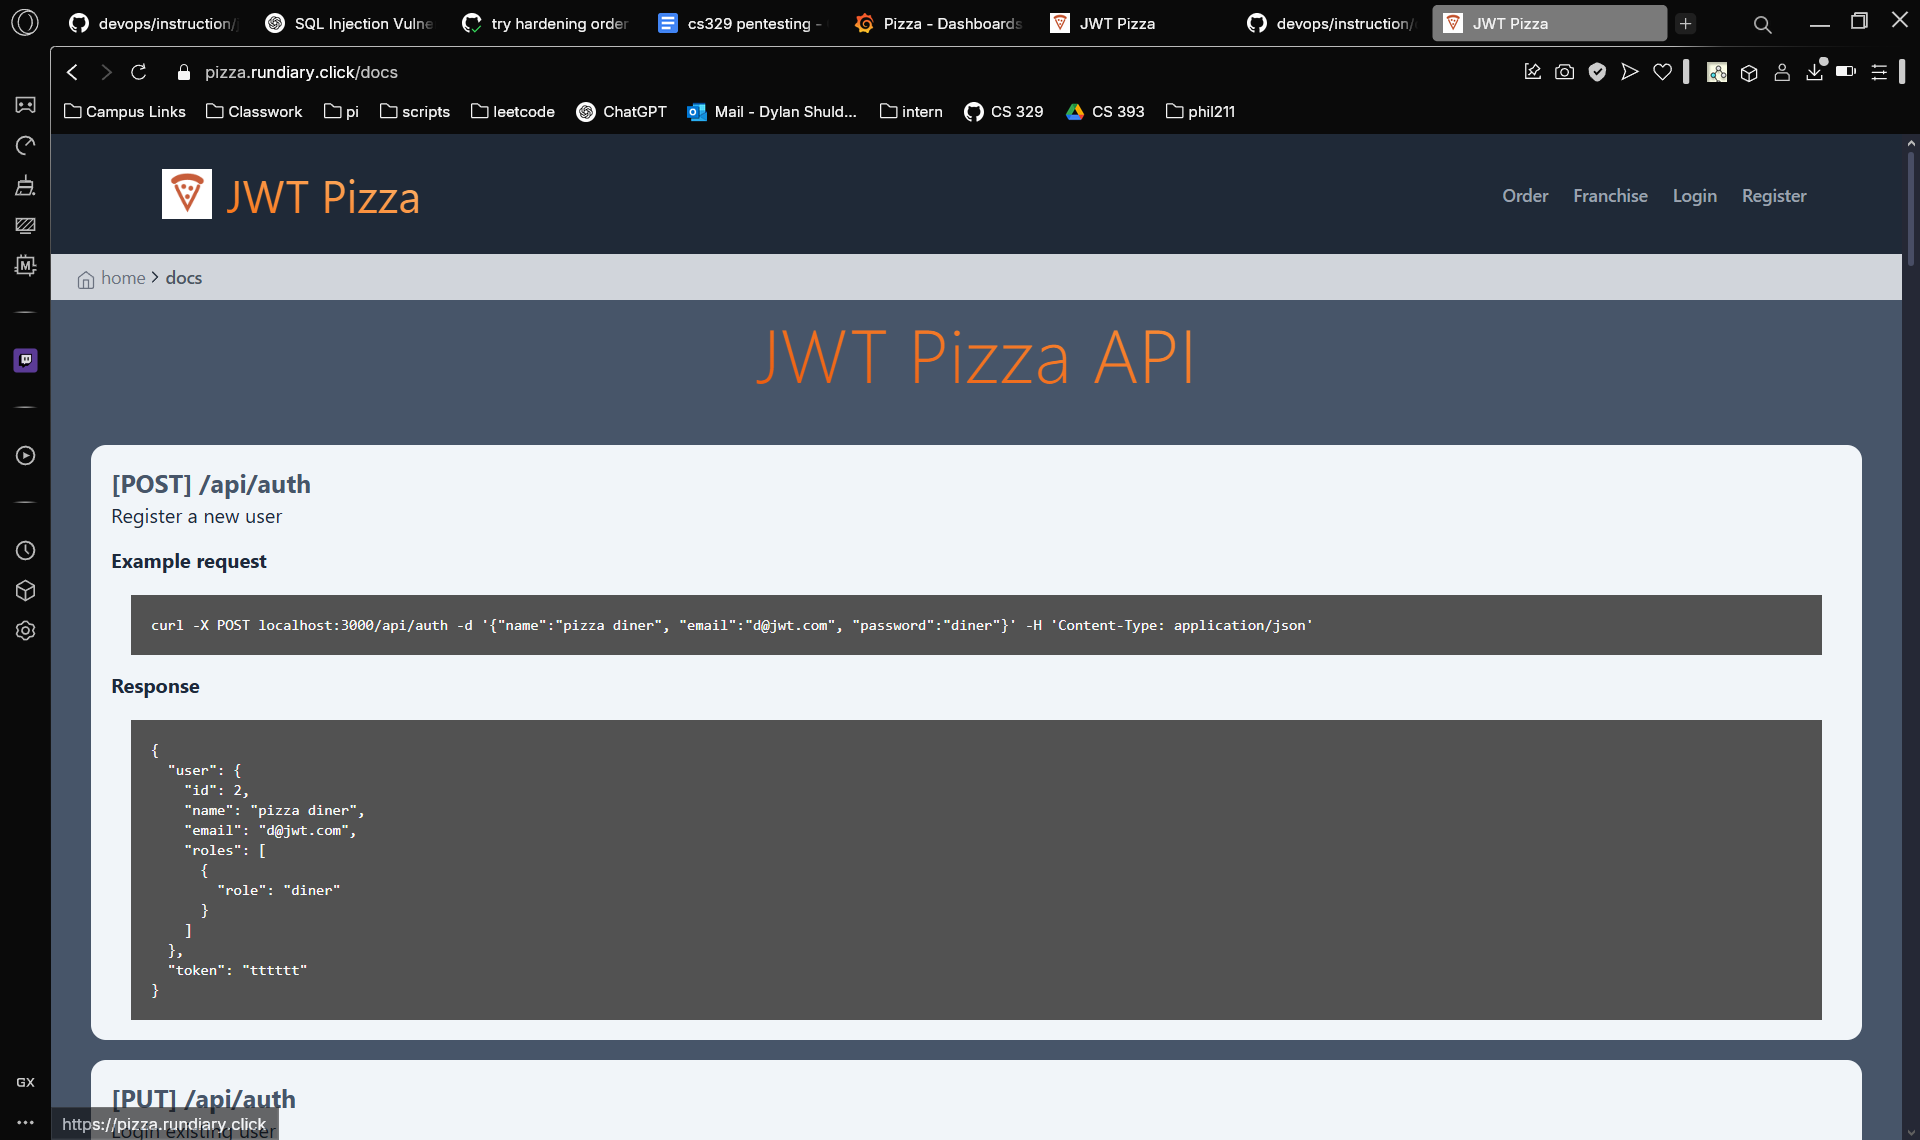 devops/instruction/
SQL Injection Vulne
try hardening order
cs329 pentesting -
Pizza - Dashboards
JWT Pizza
devops/instruction/
JWT Pizza
pizza.rundiary.click/docs
Campus Links
Classwork
pi
scripts
leetcode
ChatGPT
Mail - Dylan Shuld...
intern
CS 329
CS 393
phil211
JWT Pizza
Order
Franchise
Login
Register
home > docs
JWT Pizza API
[POST] /api/auth
Register a new user
Example request
curl -X POST localhost:3000/api/auth -d '{"name":"pizza diner", "email":"d@jwt.com", "password":"diner"}' -H 'Content-Type: application/json'
Response
{
  "user": {
    "id": 2,
    "name": "pizza diner",
    "email": "d@jwt.com",
    "roles": [
      {
        "role": "diner"
      }
    ]
  },
  "token": "tttttt"
}
[PUT] /api/auth
Login existing user
https://pizza.rundiary.click
GX
M